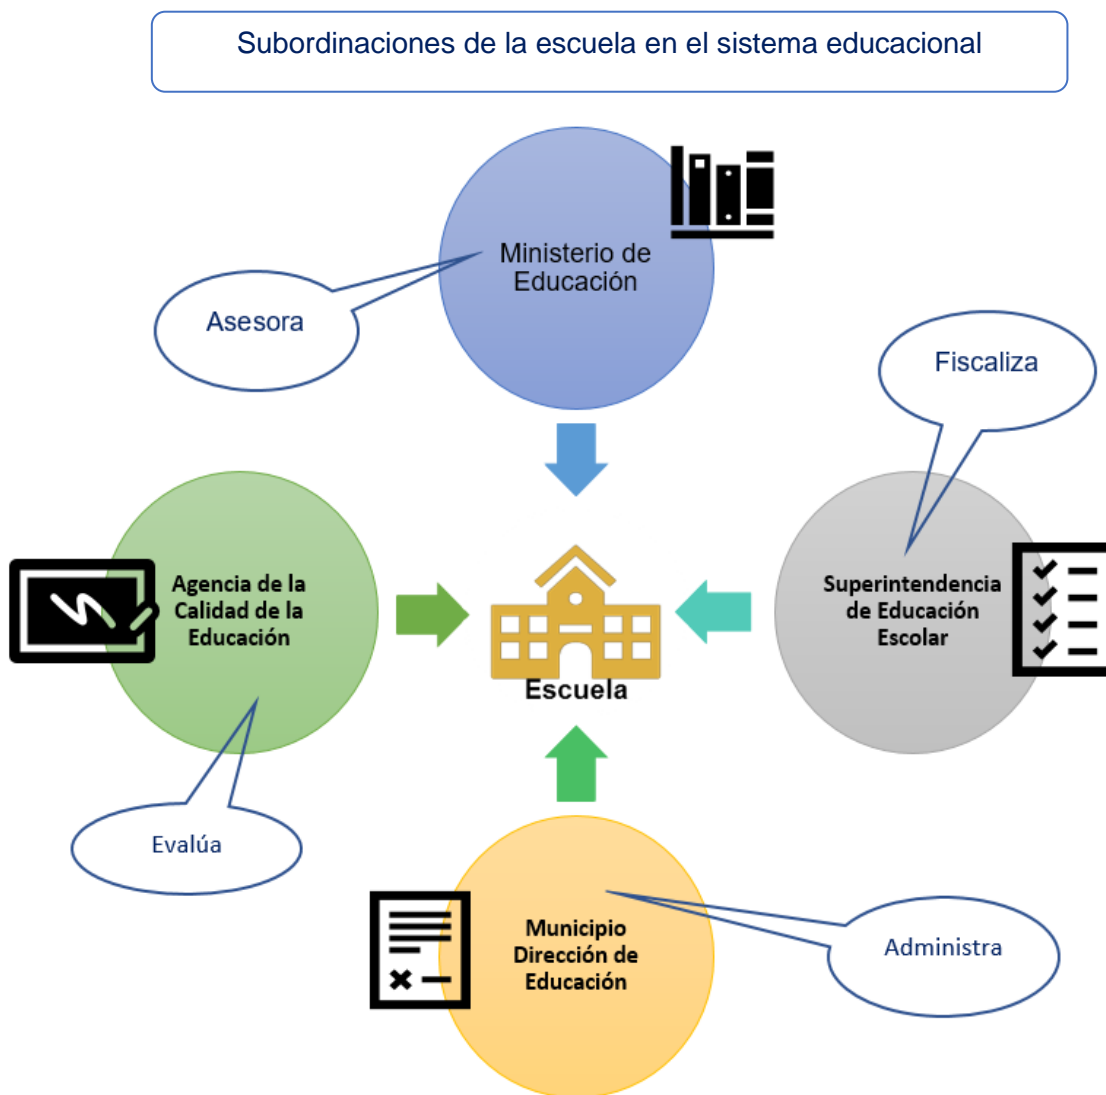 Subordinaciones de la escuela en el sistema educacional
Ministerio de
Educación
Asesora
Fiscaliza
Agencia de la
Calidad de la
Educación
Superintendencia
de Educación
Escolar
Escuela
Evalúa
Municipio
Dirección de
Educación
Administra